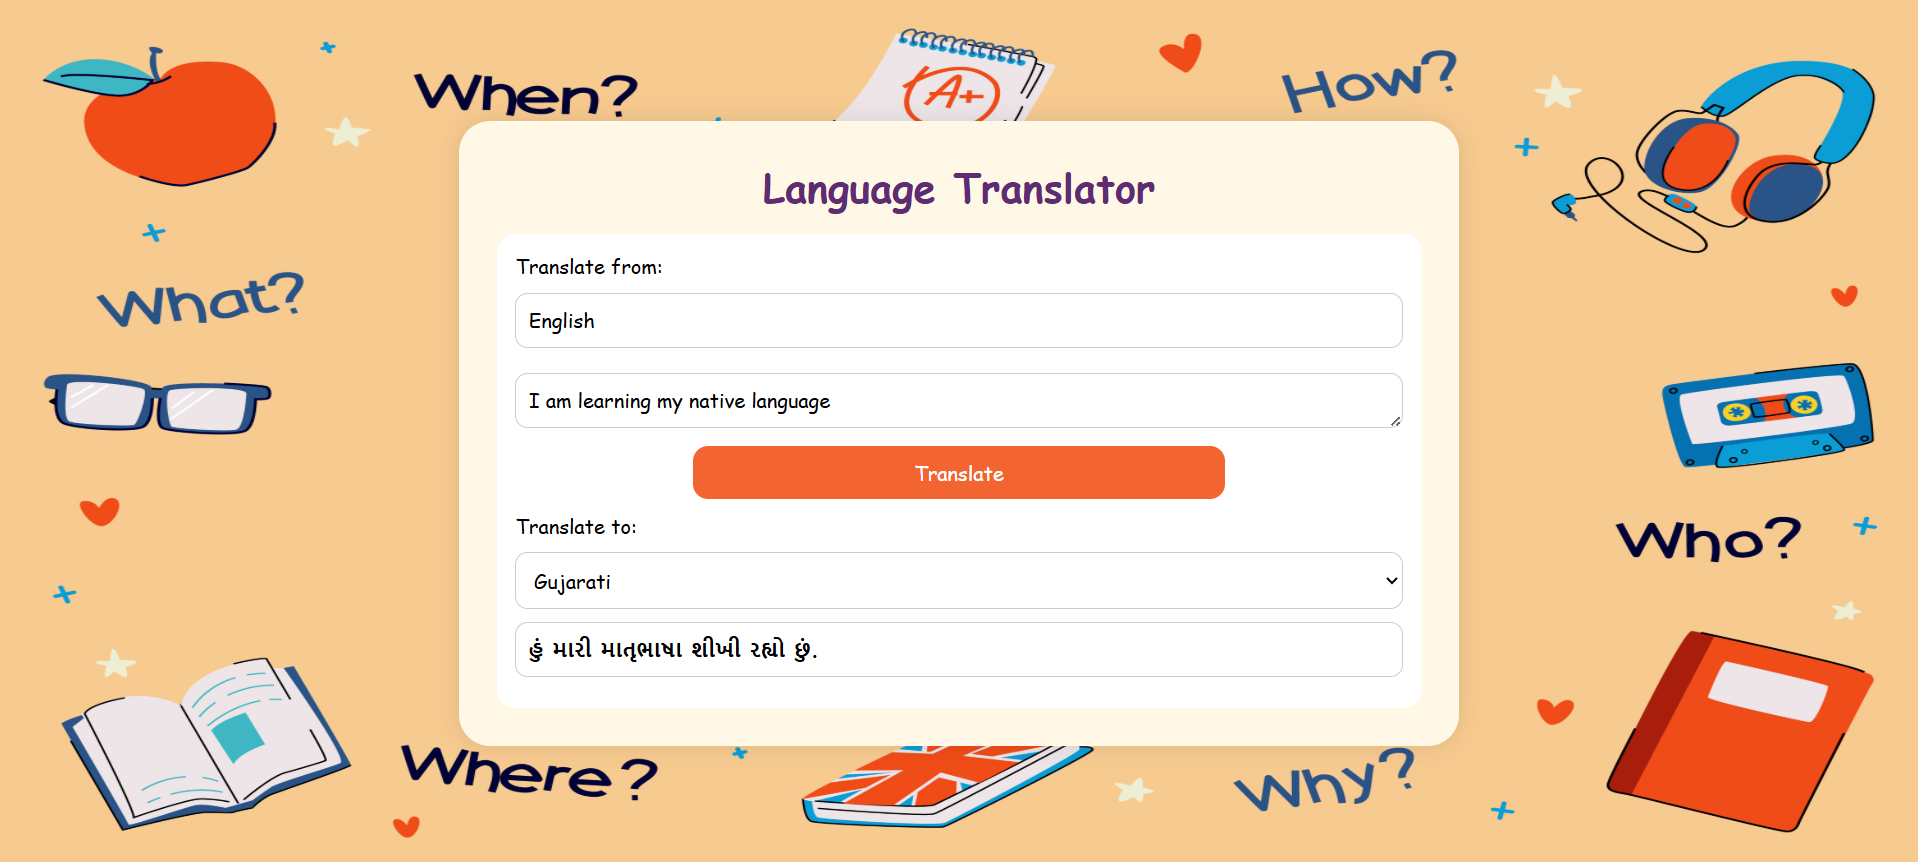 When?
A+
How?
What?
Language Translator
Translate from:
English
I am learning my native language
Translate
Translate to:
Gujarati
હું મારી માતૃભાષા શીખી રહ્યો છું.
Who?
Where?
Why?